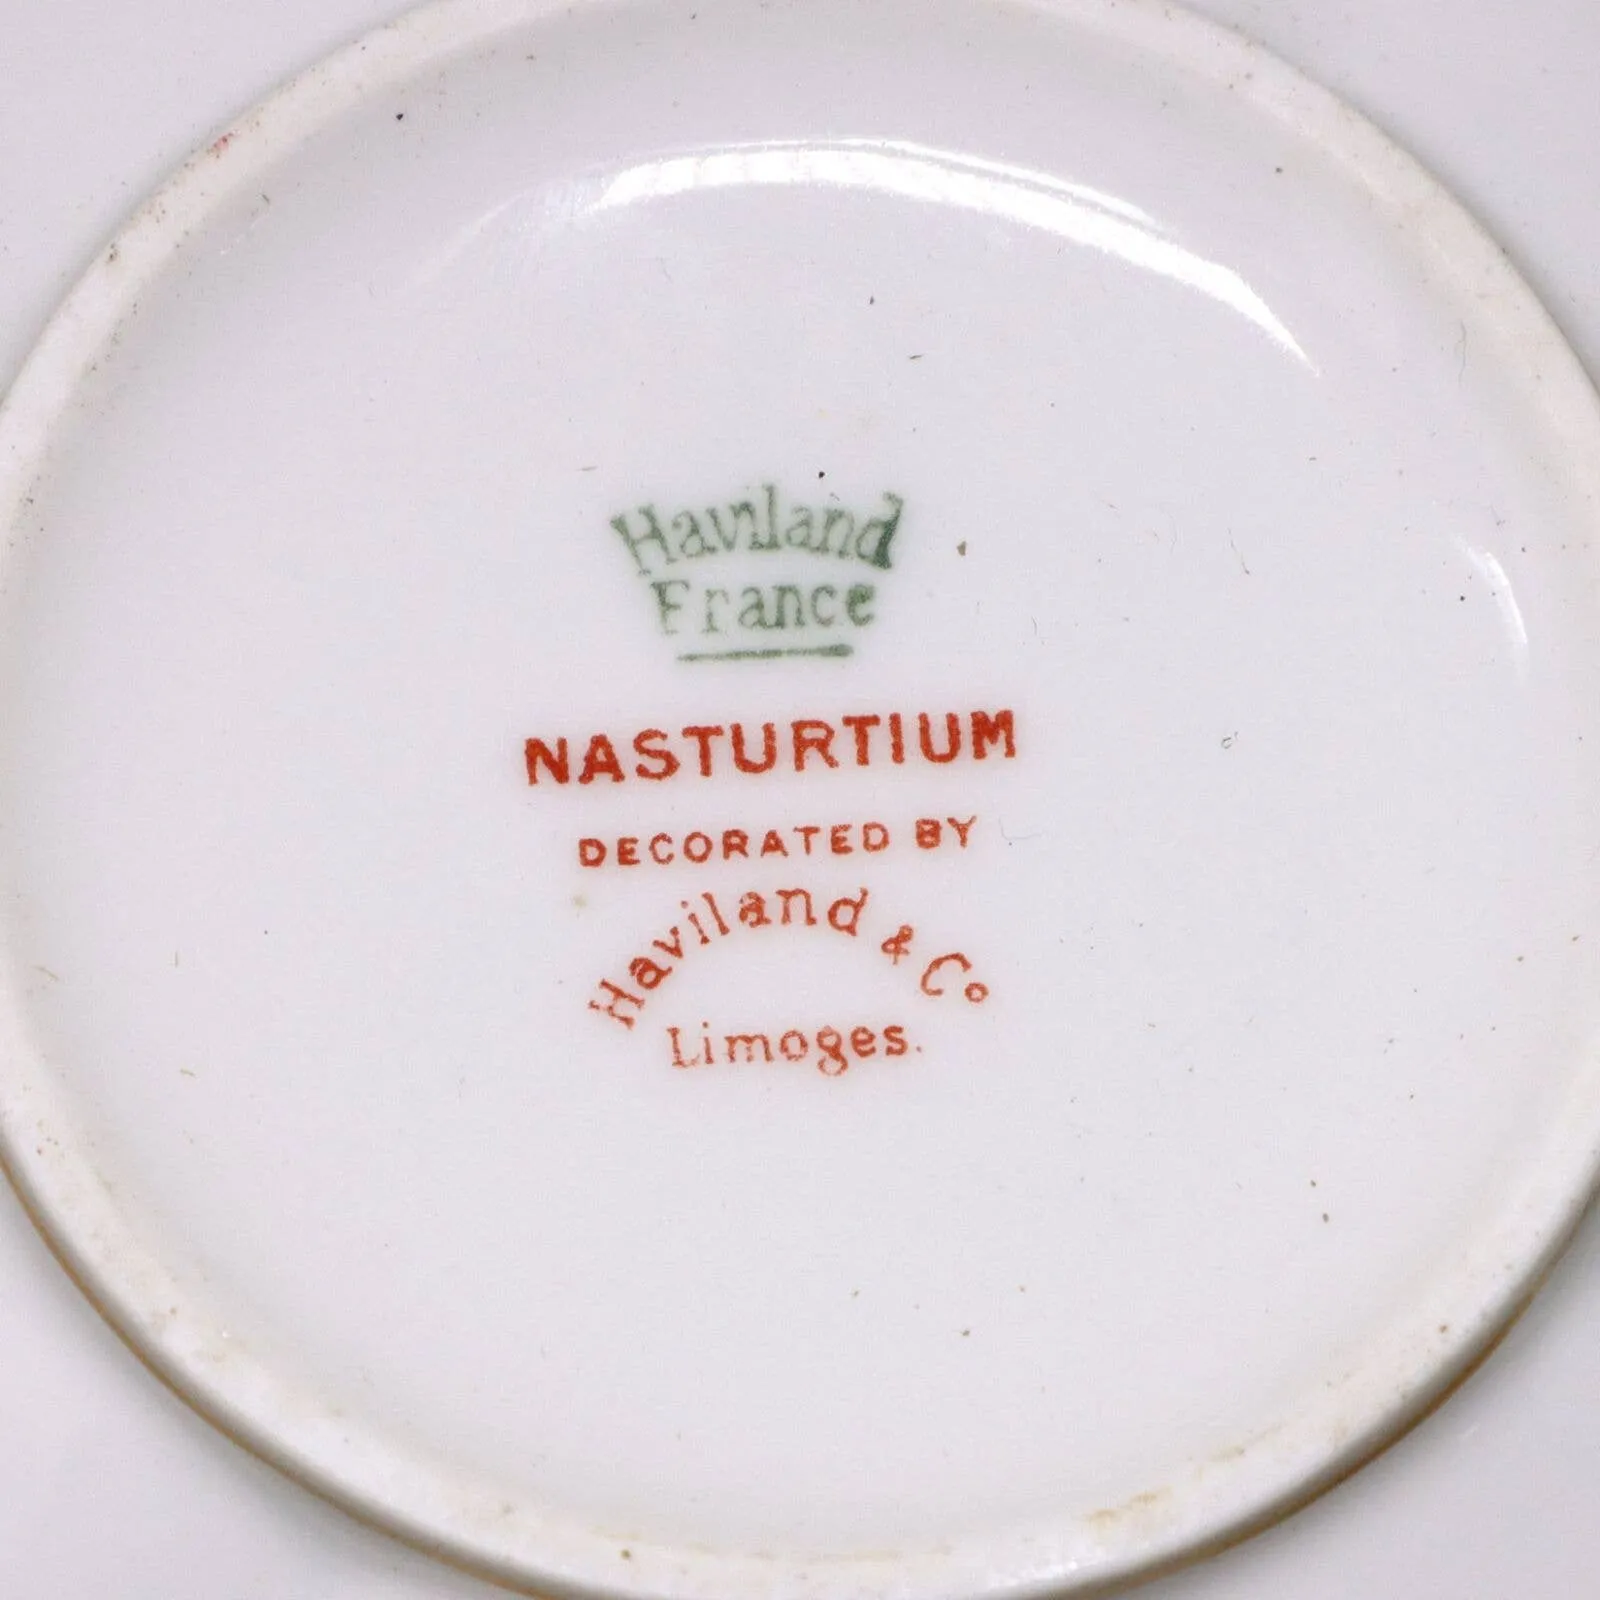 Haviland
France
NASTURTIUM
DECORATED BY
Haviland & Co
Limoges.